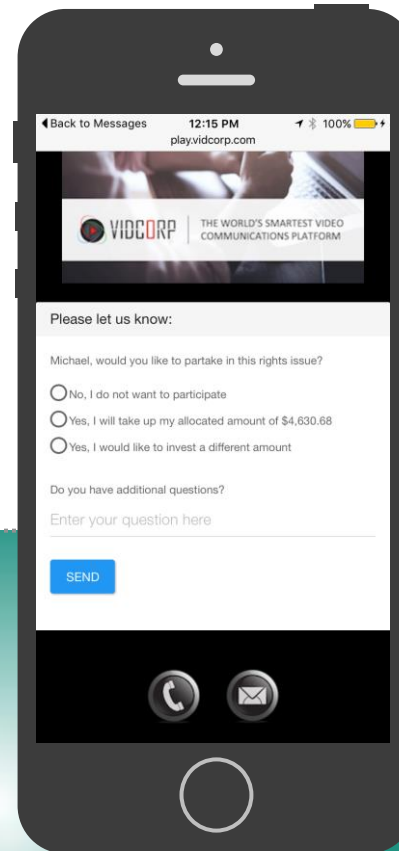 Back to Messages 12:15 PM 100%
play.vidcorp.com
VIDCORP THE WORLD'S SMARTEST VIDEO
COMMUNICATIONS PLATFORM
Please let us know:
Michael, would you like to partake in this rights issue?
No, I do not want to participate
Yes, I will take up my allocated amount of $4,630.68
Yes, I would like to invest a different amount
Do you have additional questions?
Enter your question here
SEND